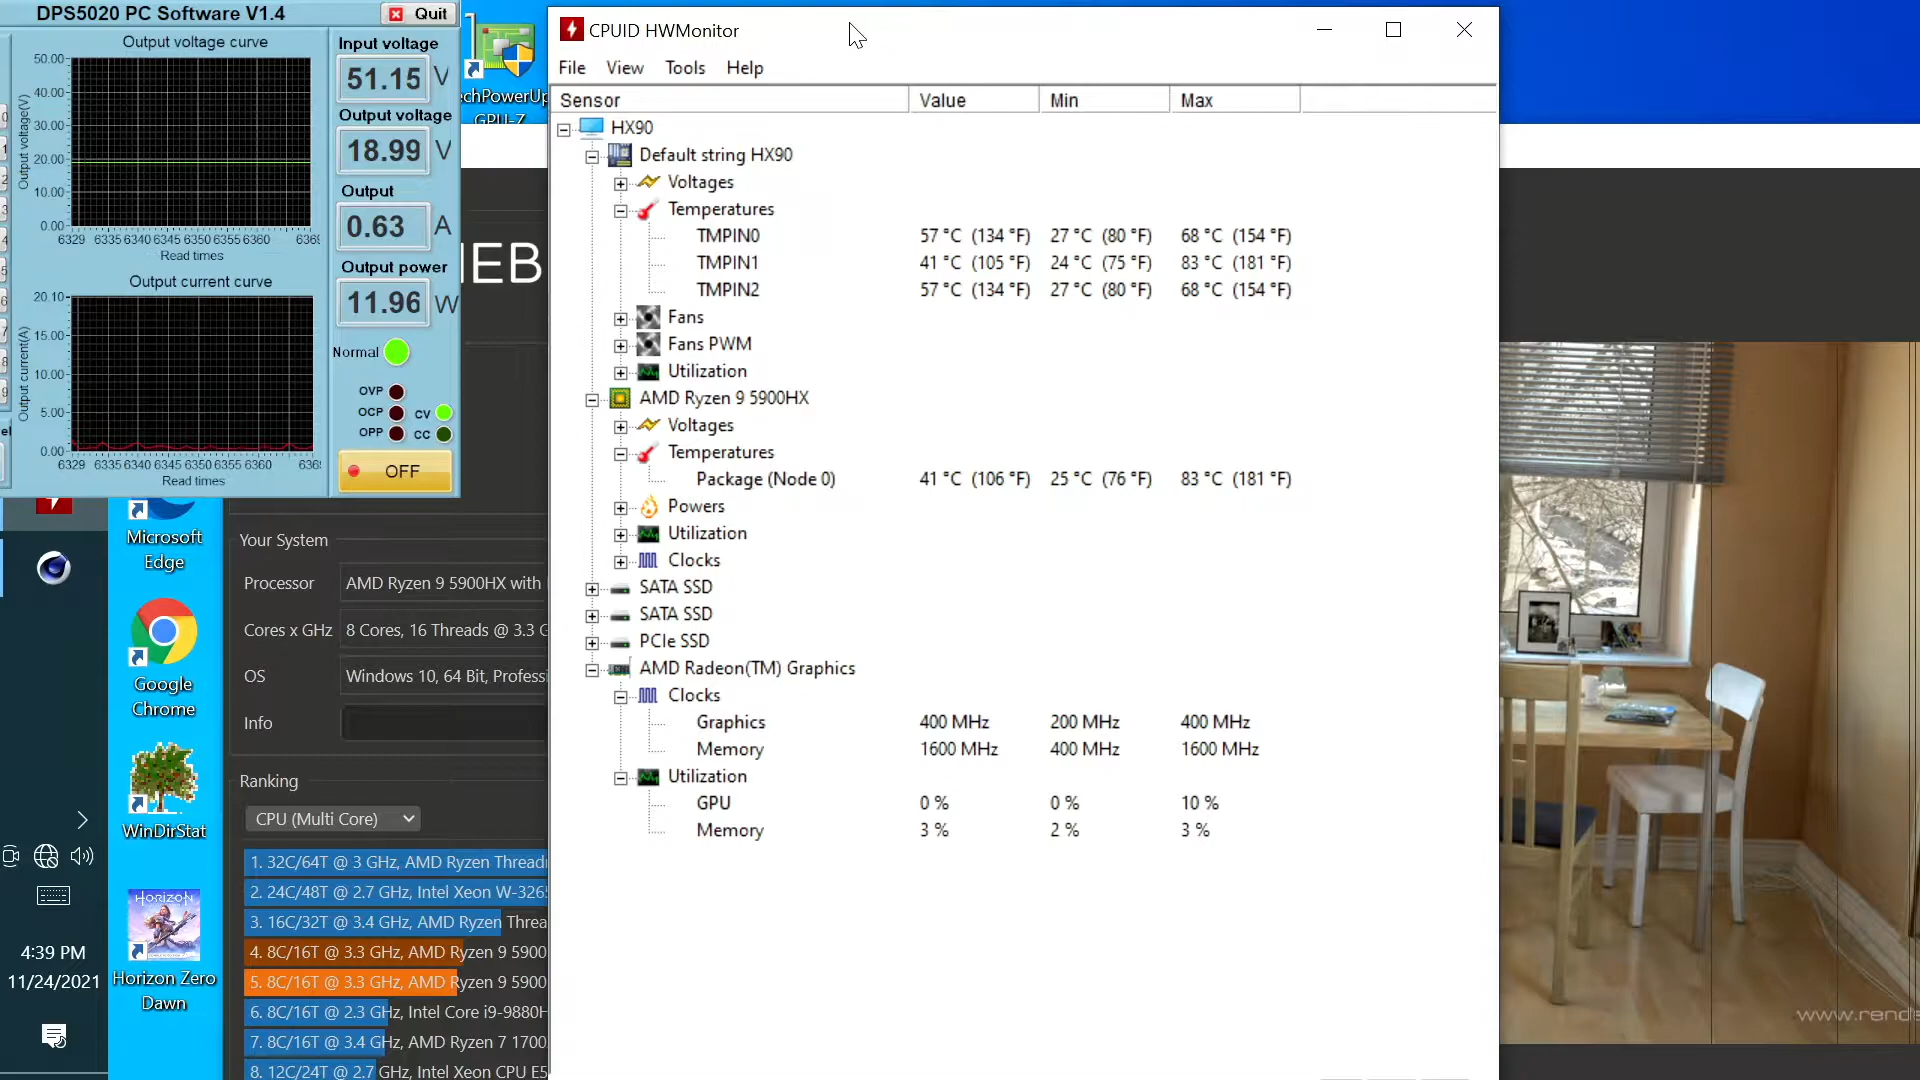 DPS5020 PC Software V1.4
Quit
Output voltage curve
50.00
40.00
30.00
20.00
10.00
0.00
Output voltage(V)
6329 6335 6340 6345 6350 6355 6360
Read times
Output current curve
20.10
15.00
10.00
5.00
0.00
Output current(A)
6329 6335 6340 6345 6350 6355 6360
Read times
Input voltage
51.15 V
Output voltage
18.99 V
Output
0.63 A
Output power
11.96 W
Normal
OVP
OCP CV
OPP CC
OFF
GPU-Z
CPUID HWMonitor
File View Tools Help
Sensor Value Min Max
HX90
Default string HX90
Voltages
Temperatures
TMPIN0 57 °C (134 °F) 27 °C (80 °F) 68 °C (154 °F)
TMPIN1 41 °C (105 °F) 24 °C (75 °F) 83 °C (181 °F)
TMPIN2 57 °C (134 °F) 27 °C (80 °F) 68 °C (154 °F)
Fans
Fans PWM
Utilization
AMD Ryzen 9 5900HX
Voltages
Temperatures
Package (Node 0) 41 °C (106 °F) 25 °C (76 °F) 83 °C (181 °F)
Powers
Utilization
Clocks
SATA SSD
SATA SSD
PCIe SSD
AMD Radeon(TM) Graphics
Clocks
Graphics 400 MHz 200 MHz 400 MHz
Memory 1600 MHz 400 MHz 1600 MHz
Utilization
GPU 0 % 0 % 10 %
Memory 3 % 2 % 3 %
Microsoft
Edge
Google
Chrome
WinDirStat
HORIZON
Horizon Zero
Dawn
4:39 PM
11/24/2021
Your System
Processor AMD Ryzen 9 5900HX with
Cores x GHz 8 Cores, 16 Threads @ 3.3 G
OS Windows 10, 64 Bit, Profess
Info
Ranking
CPU (Multi Core)
1. 32C/64T @ 3 GHz, AMD Ryzen Thread
2. 24C/48T @ 2.7 GHz, Intel Xeon W-326
3. 16C/32T @ 3.4 GHz, AMD Ryzen Threa
4. 8C/16T @ 3.3 GHz, AMD Ryzen 9 5900
5. 8C/16T @ 3.3 GHz, AMD Ryzen 9 5900
6. 8C/16T @ 2.3 GHz, Intel Core i9-9880H
7. 8C/16T @ 3.4 GHz, AMD Ryzen 7 1700
8. 12C/24T @ 2.7 GHz, Intel Xeon CPU E5
www.rend